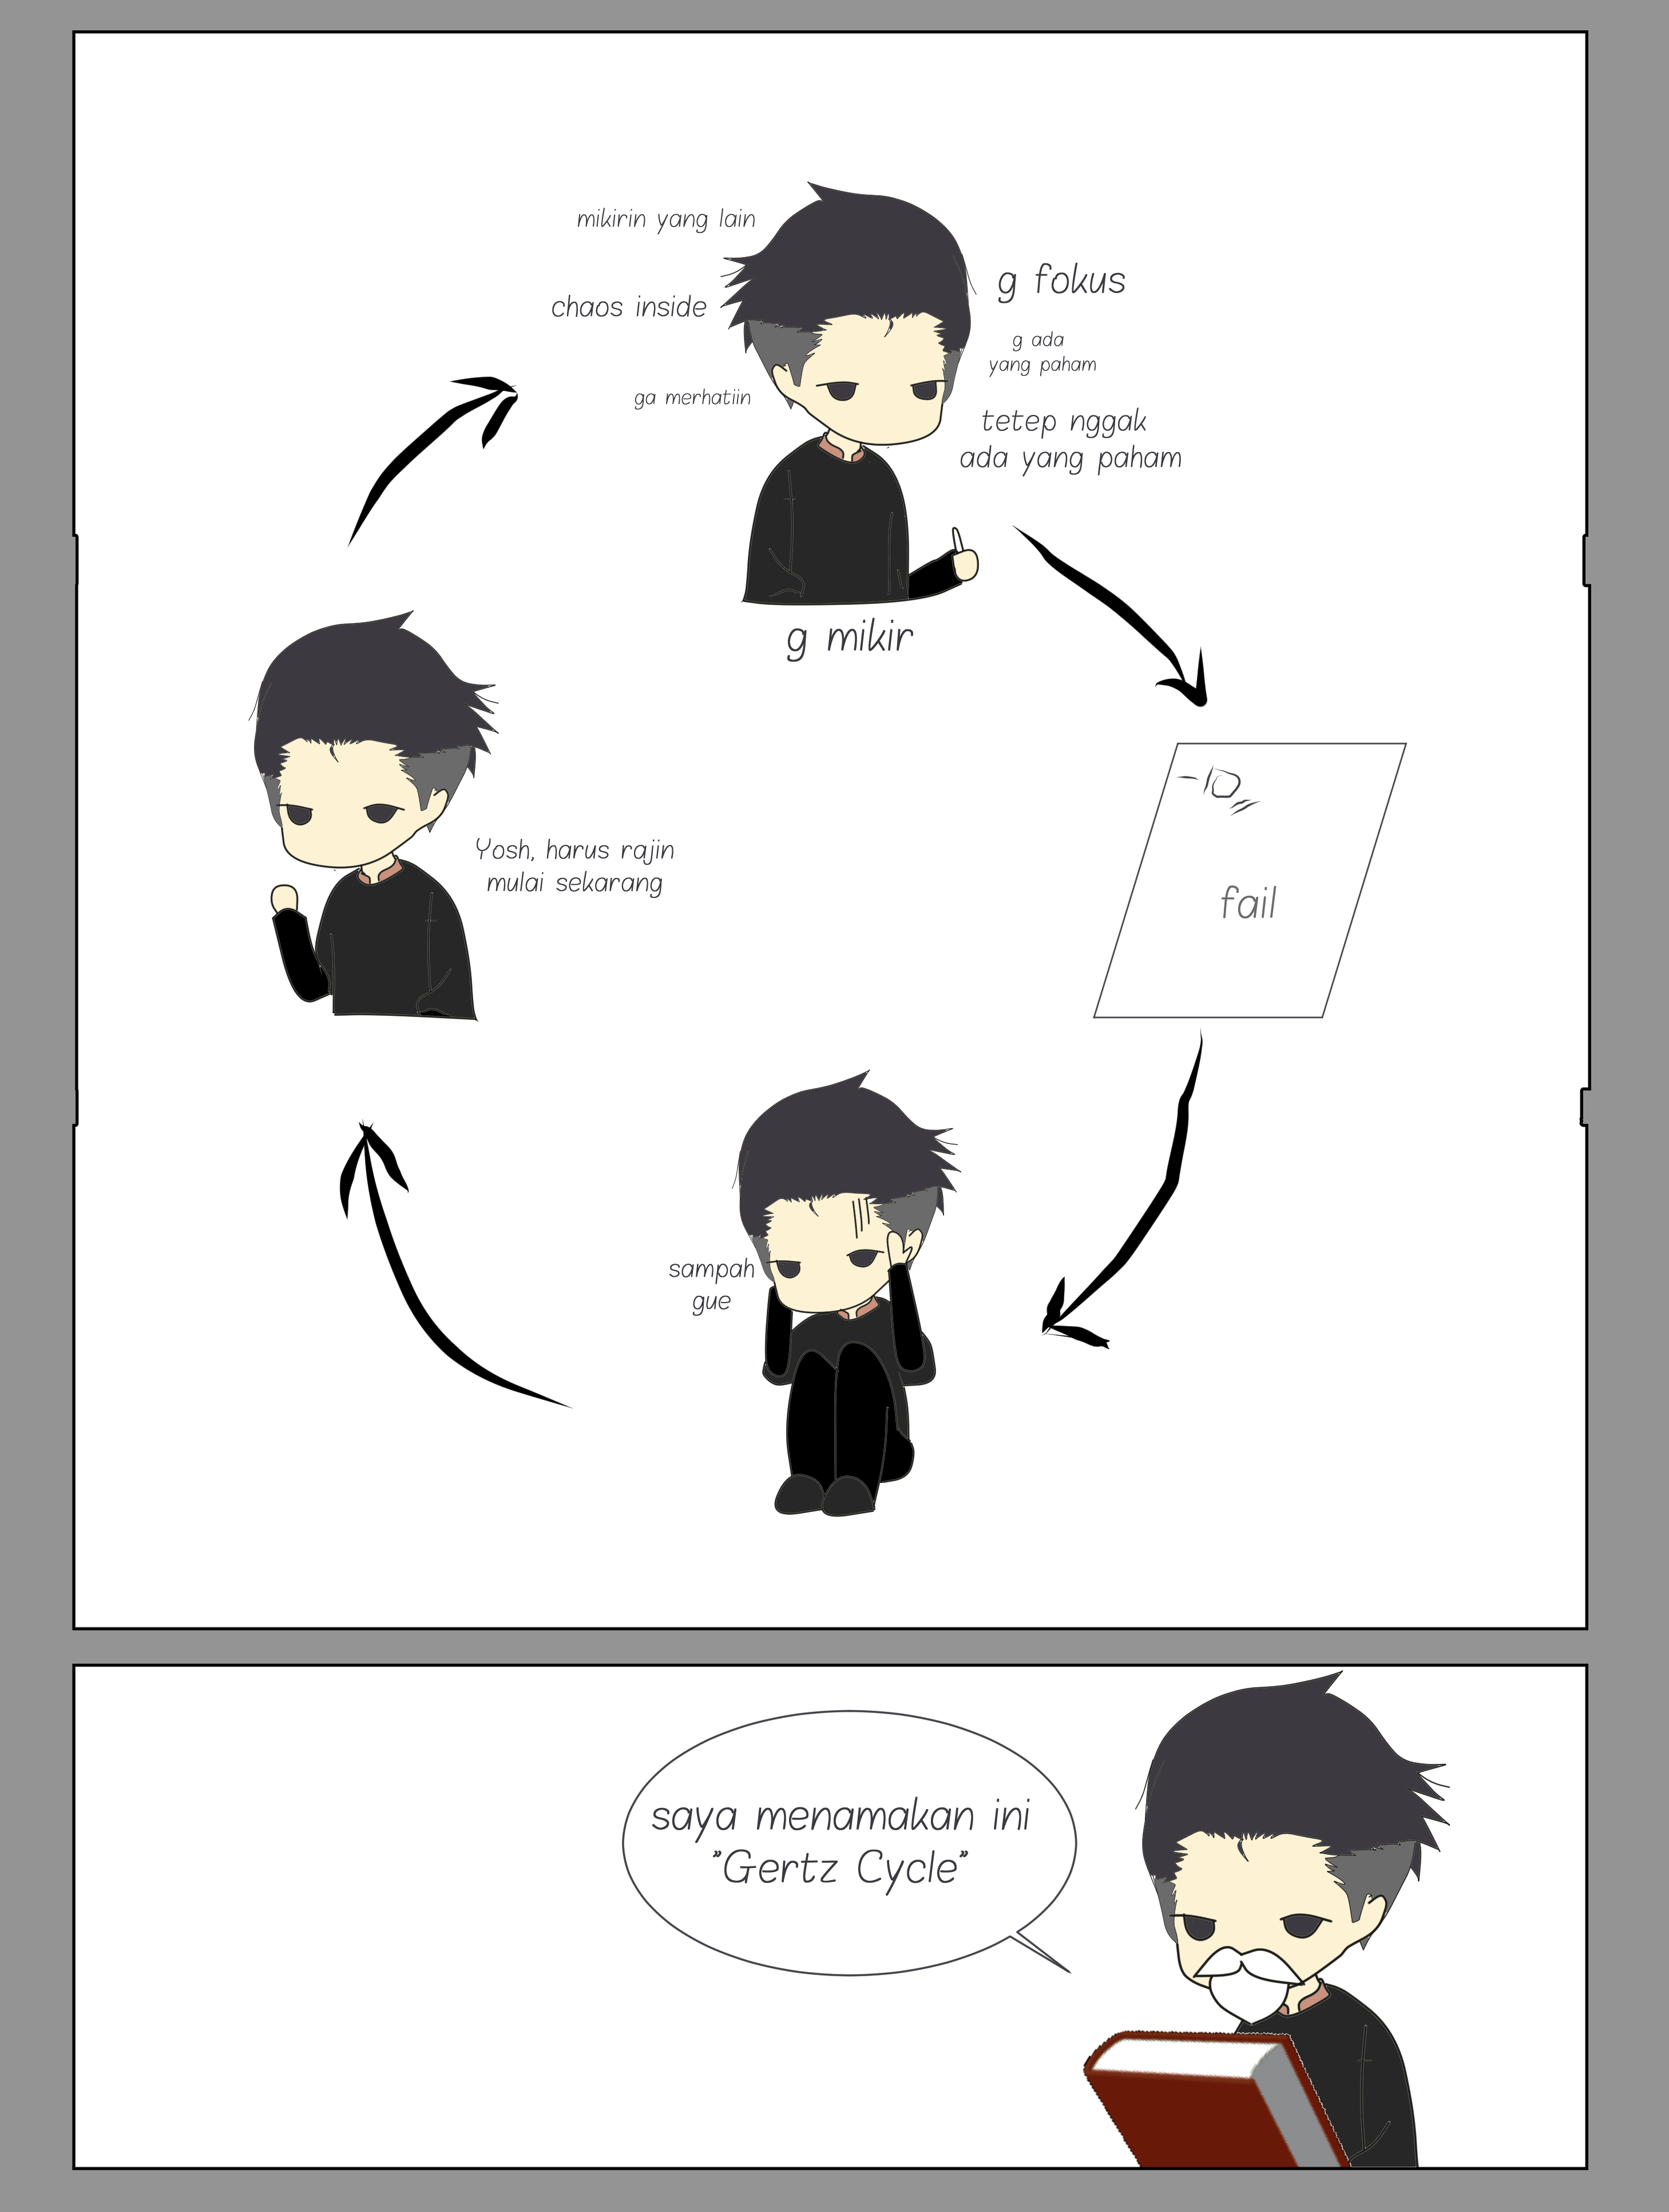 mikirin yang lain
g fokus
chaos inside
g ada
yang paham
ga merhatiin
tetep nggak
ada yang paham
g mikir
Yosh, harus rajin
mulai sekarang
-10
fail
sampah
gue
saya menamakan ini
"Gertz Cycle"